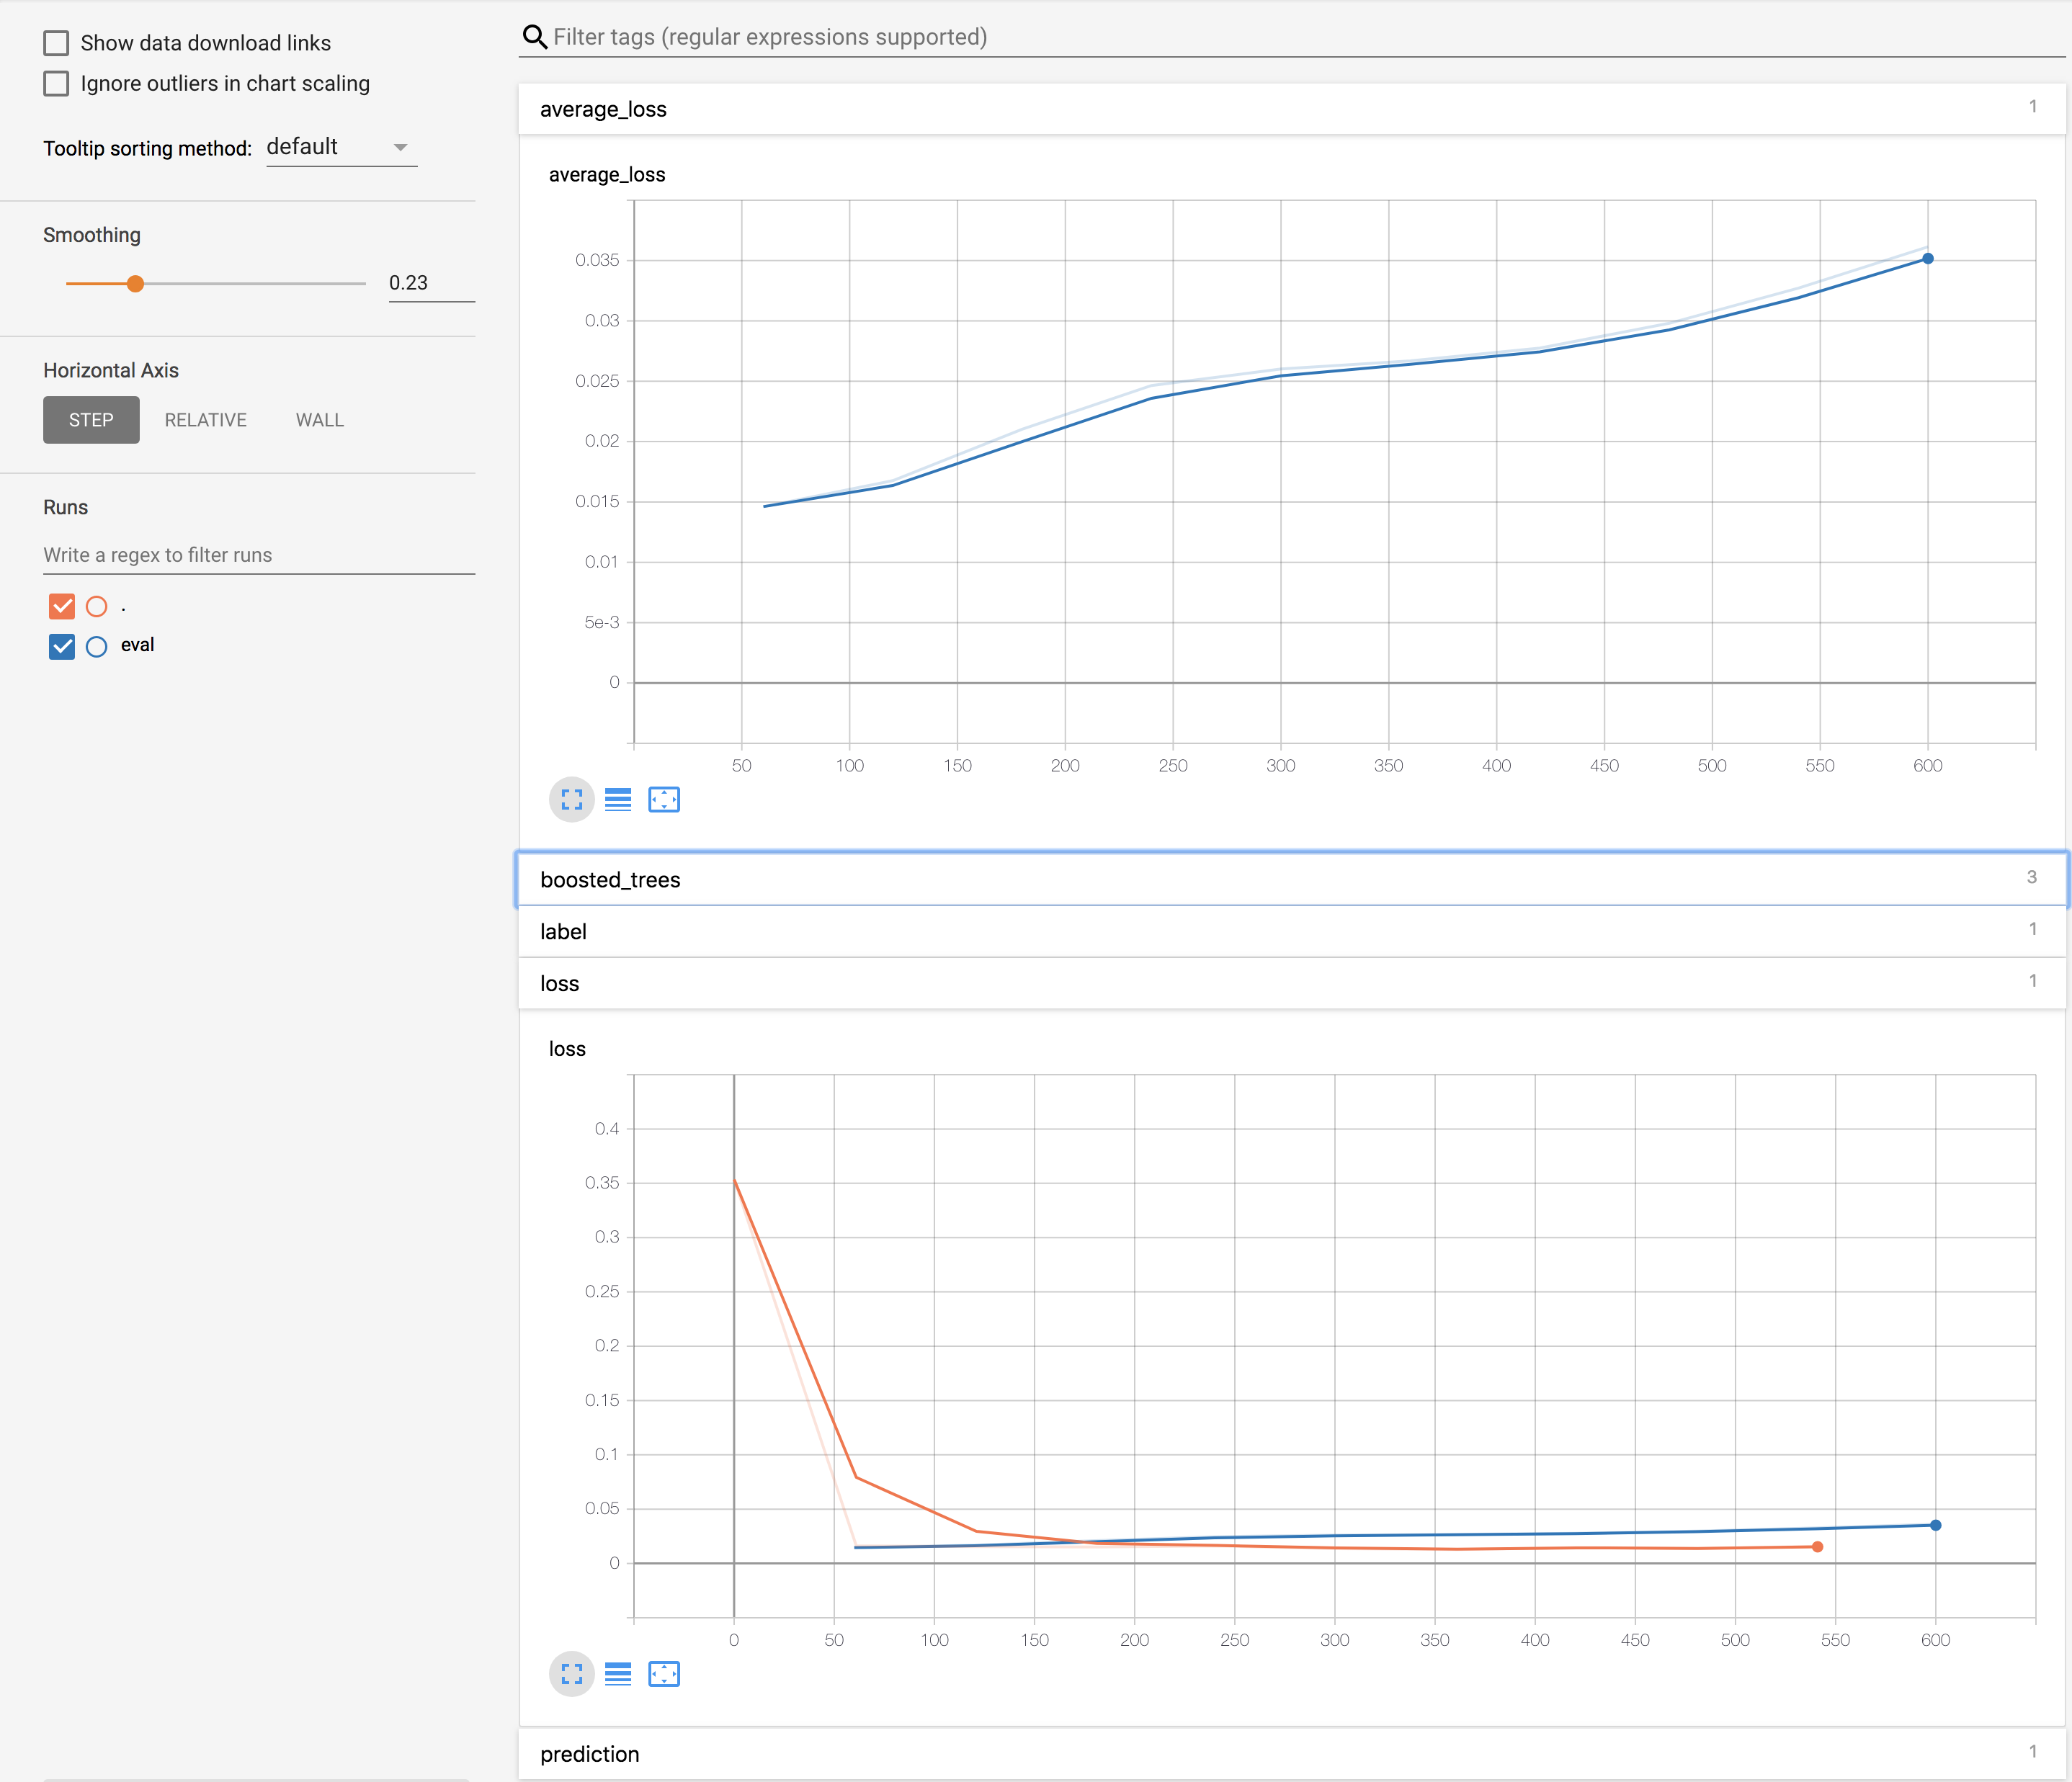 Show data download links
Ignore outliers in chart scaling
Tooltip sorting method: default
Smoothing
0.23
Horizontal Axis
STEP RELATIVE WALL
Runs
Write a regex to filter runs
.
eval
Filter tags (regular expressions supported)
average_loss 1
average_loss
0.035
0.03
0.025
0.02
0.015
0.01
5e-3
0
50 100 150 200 250 300 350 400 450 500 550 600
boosted_trees 3
label 1
loss 1
loss
0.4
0.35
0.3
0.25
0.2
0.15
0.1
0.05
0
0 50 100 150 200 250 300 350 400 450 500 550 600
prediction 1